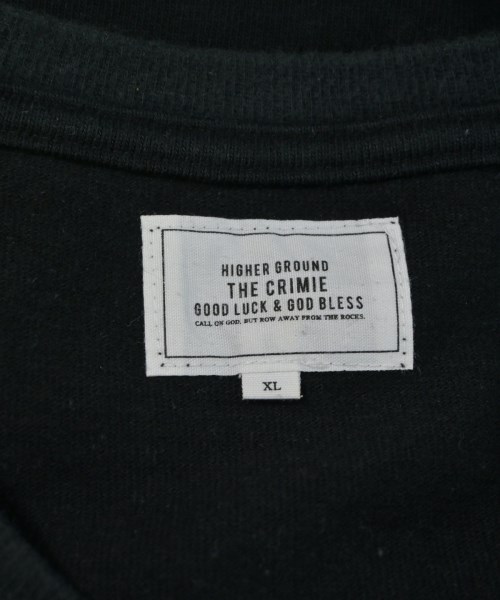 HIGHER GROUND
THE CRIMIE
GOOD LUCK & GOD BLESS
CALL ON GOD, BUT ROW AWAY FROM THE ROCKS.
XL